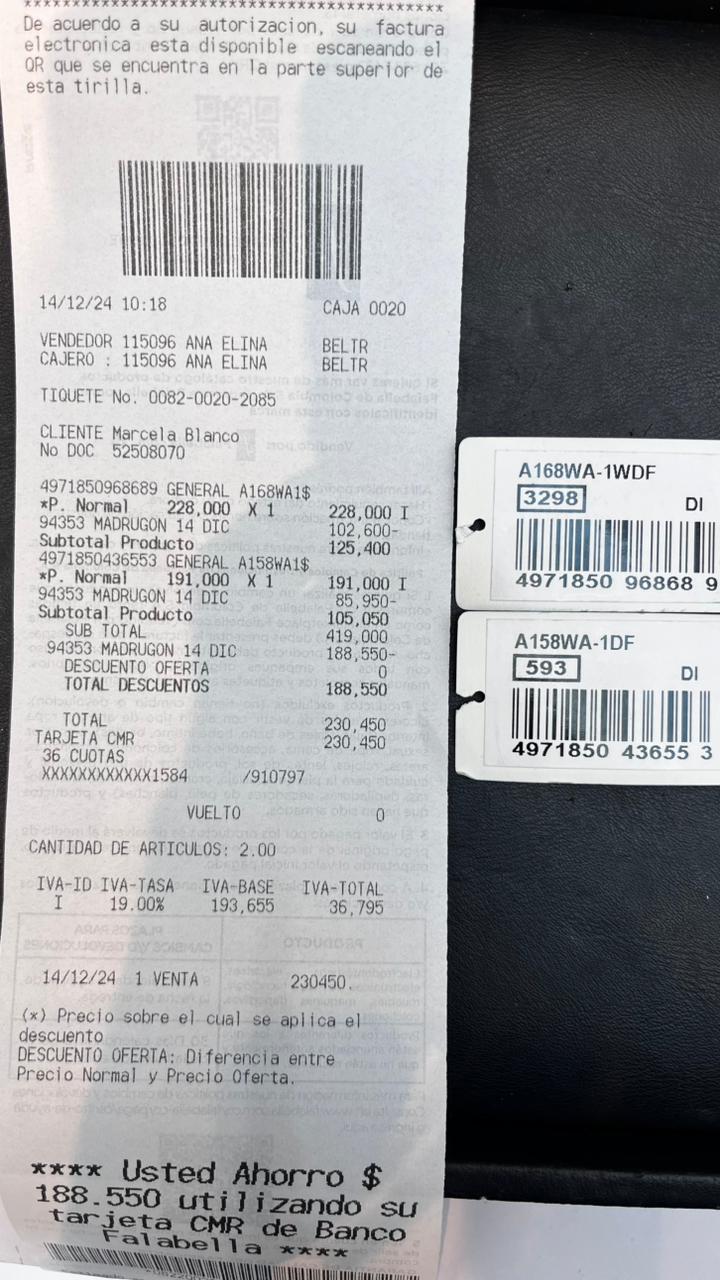 ****************************************
De acuerdo a su autorizacion, su factura
electronica esta disponible escaneando el
QR que se encuentra en la parte superior de
esta tirilla.
14/12/24 10:18 CAJA 0020
VENDEDOR 115096 ANA ELINA BELTR
CAJERO : 115096 ANA ELINA BELTR
TIQUETE No. 0082-0020-2085
CLIENTE Marcela Blanco
No DOC 52508070
4971850968689 GENERAL A168WA1$
*P. Normal 228,000 X 1 228,000 I
94353 MADRUGON 14 DIC 102,600-
Subtotal Producto 125,400
4971850436553 GENERAL A158WA1$
*P. Normal 191,000 X 1 191,000 I
94353 MADRUGON 14 DIC 85,950-
Subtotal Producto 105,050
SUB TOTAL 419,000
94353 MADRUGON 14 DIC 188,550-
DESCUENTO OFERTA 0
TOTAL DESCUENTOS 188,550
TOTAL 230,450
TARJETA CMR 230,450
36 CUOTAS
XXXXXXXXXXXX1584 /910797
VUELTO 0
CANTIDAD DE ARTICULOS: 2.00
IVA-ID IVA-TASA IVA-BASE IVA-TOTAL
I 19.00% 193,655 36,795
14/12/24 1 VENTA 230450.
(*) Precio sobre el cual se aplica el
descuento
DESCUENTO OFERTA: Diferencia entre
Precio Normal y Precio Oferta.
**** Usted Ahorro $
188.550 utilizando su
tarjeta CMR de Banco
Falabella ****
A168WA-1WDF
3298 DI
4971850 96868 9
A158WA-1DF
593 DI
4971850 43655 3